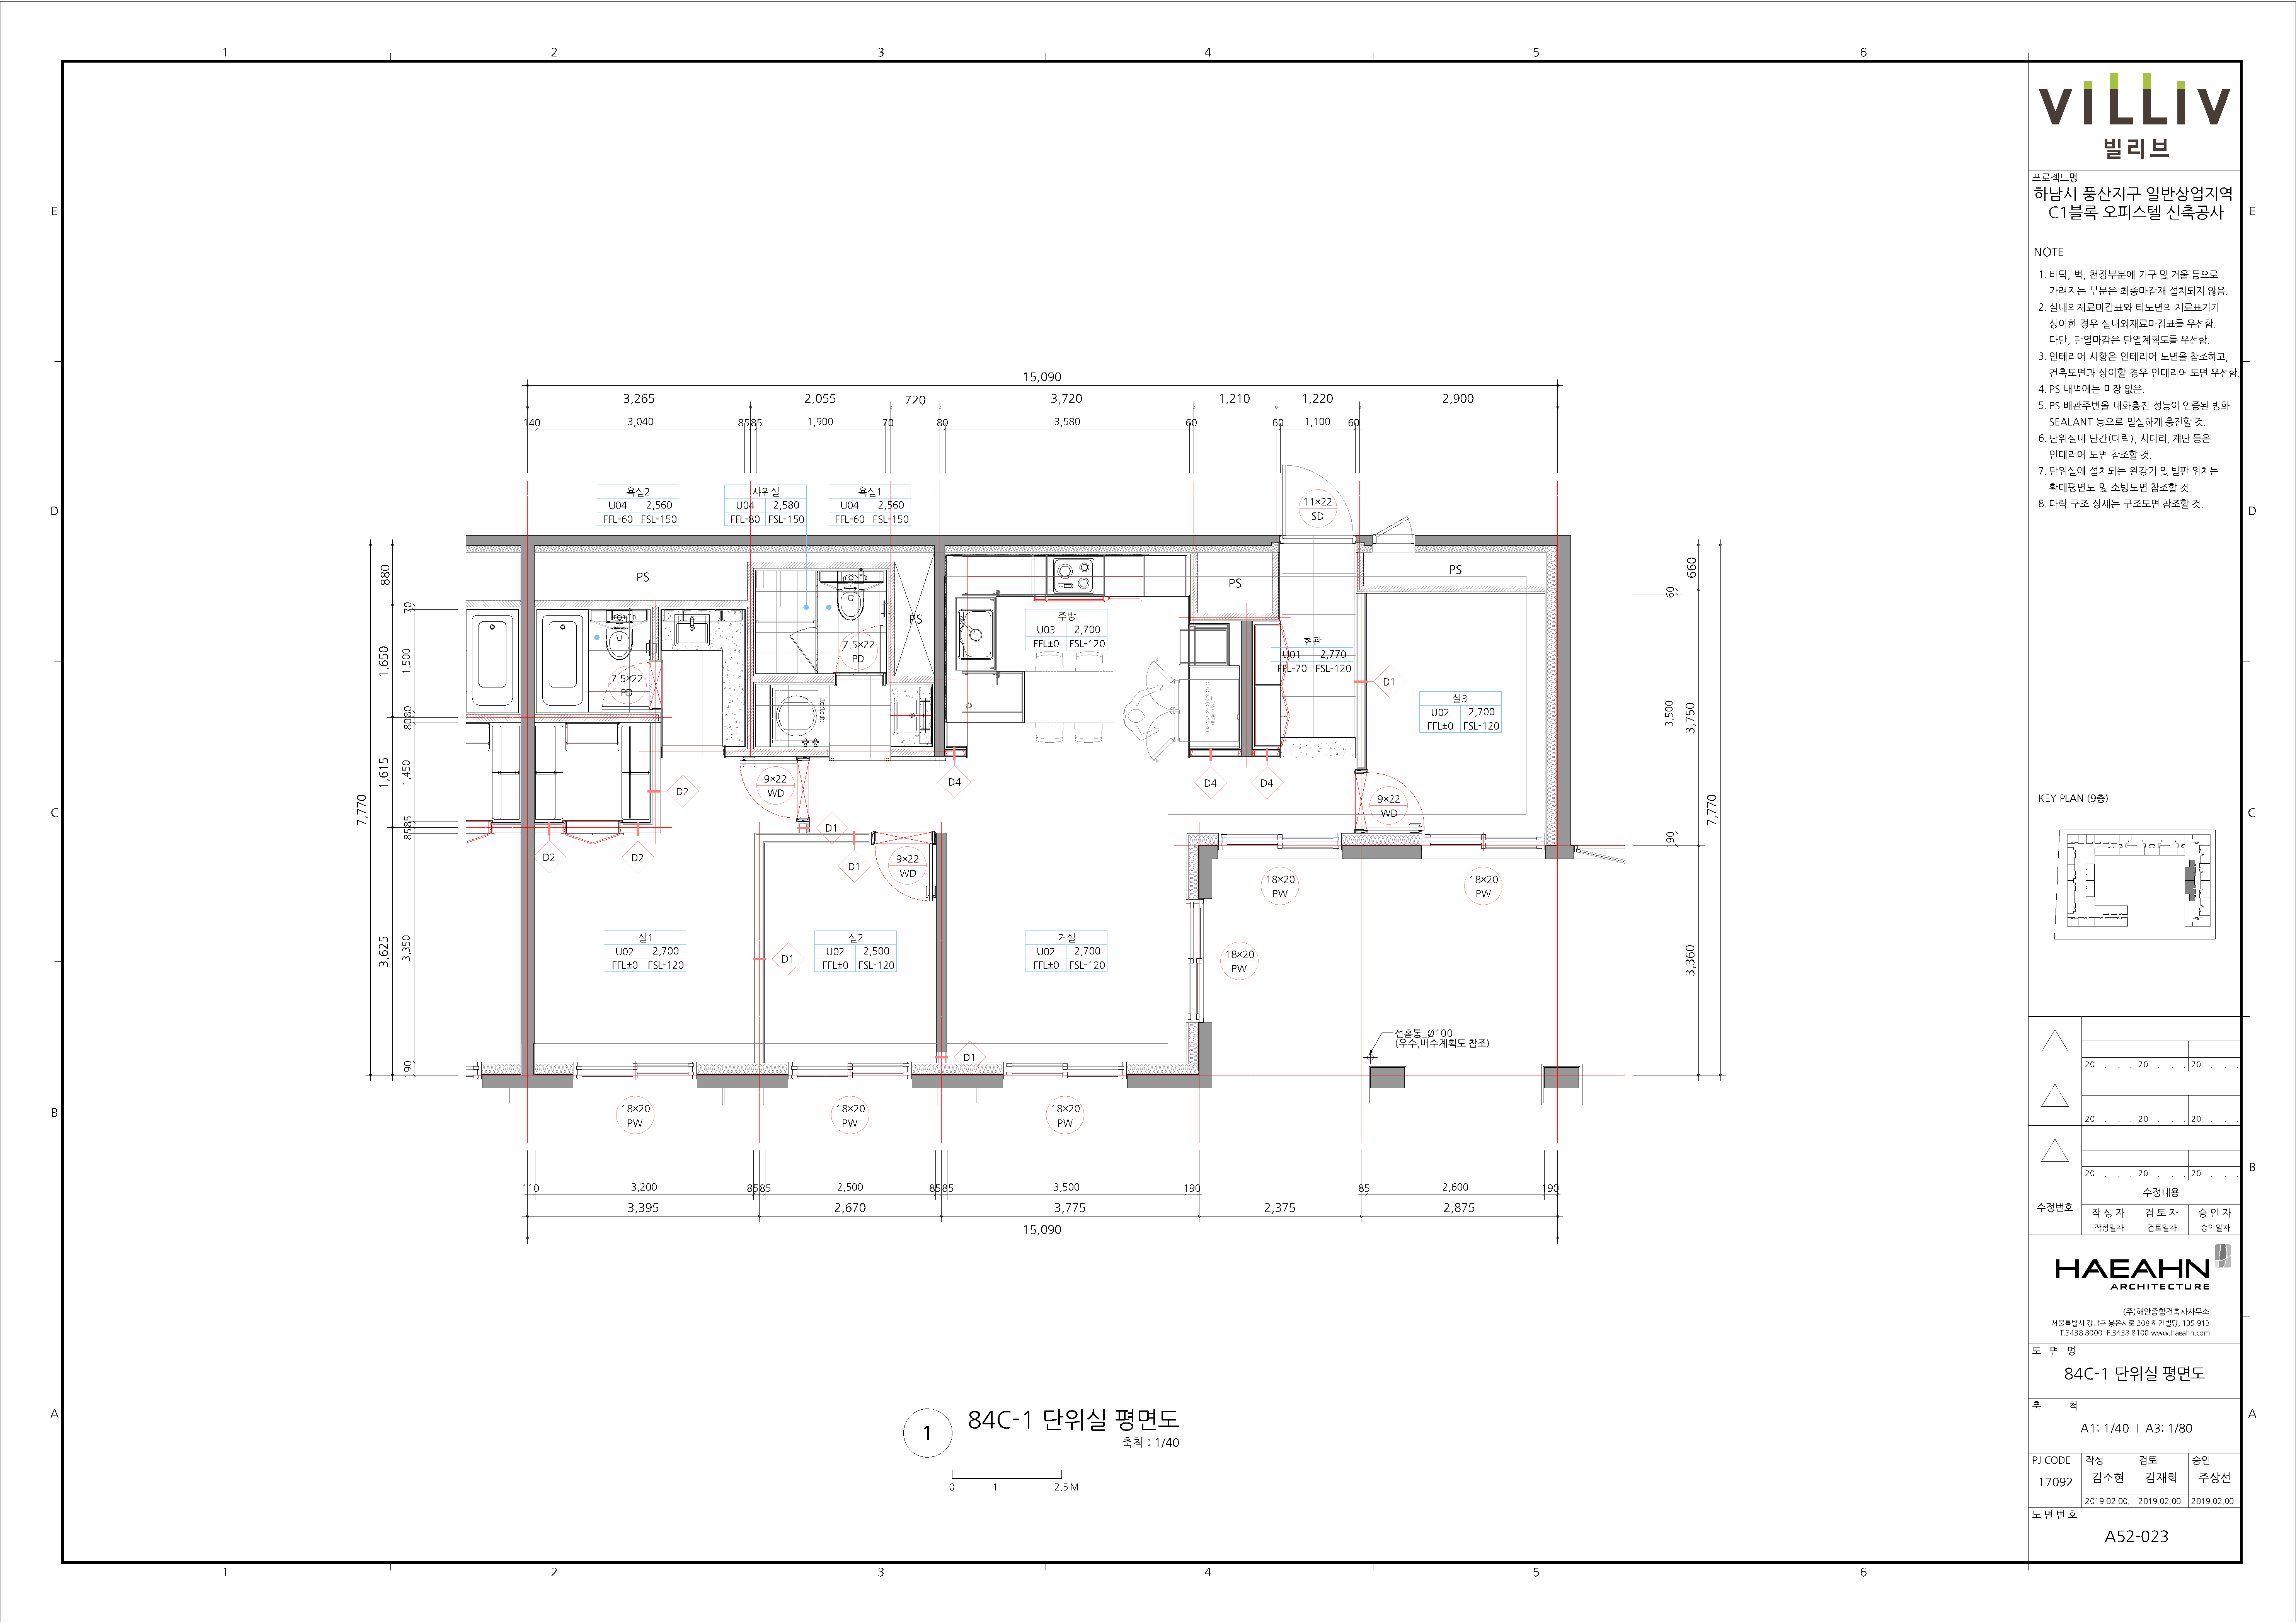 1 2 3 4 5 6
E
D
C
B
A
15,090
3,265 2,055 720 3,720 1,210 1,220 2,900
140 3,040 85 85 1,900 70 80 3,580 60 60 1,100 60
욕실2
U04 2,560
FFL-60 FSL-150
샤워실
U04 2,580
FFL-80 FSL-150
욕실1
U04 2,560
FFL-60 FSL-150
11×22
SD
PS
PS
PS
PS
7.5×22
PD
7.5×22
PD
주방
U03 2,700
FFL±0 FSL-120
현관
U01 2,770
FFL-70 FSL-120
D1
실3
U02 2,700
FFL±0 FSL-120
D2
9×22
WD
D4
D4
D4
9×22
WD
D1
D2
D2
D1
9×22
WD
18×20
PW
18×20
PW
실1
U02 2,700
FFL±0 FSL-120
D1
실2
U02 2,500
FFL±0 FSL-120
거실
U02 2,700
FFL±0 FSL-120
18×20
PW
선홈통 Ø100
(우수,배수계획도 참조)
D1
18×20
PW
18×20
PW
18×20
PW
7,770
880
1,650
1,615
3,625
70
1,500
80 80
1,450
85 85
3,350
190
660
3,750
3,360
60
3,500
190
7,770
110 3,200 85 85 2,500 85 85 3,500 190 85 2,600 190
3,395 2,670 3,775 2,375 2,875
15,090
1
84C-1 단위실 평면도
축척 : 1/40
0 1 2.5 M
VILLIV
빌리브
프로젝트명
하남시 풍산지구 일반상업지역
C1블록 오피스텔 신축공사
NOTE
1. 바닥, 벽, 천장부분에 가구 및 거울 등으로
가려지는 부분은 최종마감재 설치되지 않음.
2. 실내외재료마감표와 타도면의 재료표기가
상이한 경우 실내외재료마감표를 우선함.
다만, 단열마감은 단열계획도를 우선함.
3. 인테리어 사항은 인테리어 도면을 참조하고,
건축도면과 상이할 경우 인테리어 도면 우선함.
4. PS 내벽에는 미장 없음.
5. PS 배관주변을 내화충전 성능이 인증된 방화
SEALANT 등으로 밀실하게 충진할 것.
6. 단위실내 난간(다락), 사다리, 계단 등은
인테리어 도면 참조할 것.
7. 단위실에 설치되는 완강기 및 발판 위치는
확대평면도 및 소방도면 참조할 것.
8. 다락 구조 상세는 구조도면 참조할 것.
KEY PLAN (9층)
20 . . . 20 . . . 20 . . .
20 . . . 20 . . . 20 . . .
20 . . . 20 . . . 20 . . .
수정번호
수정내용
작 성 자 검 토 자 승 인 자
작성일자 검토일자 승인일자
HAEAHN
ARCHITECTURE
(주)해안종합건축사사무소
서울특별시 강남구 봉은사로 208 해안빌딩, 135-913
T.3438 8000 F.3438 8100 www.haeahn.com
도 면 명
84C-1 단위실 평면도
축 척
A1: 1/40 I A3: 1/80
PJ CODE 작성 검토 승인
17092 김소현 김재희 주상선
2019.02.00. 2019.02.00. 2019.02.00.
도 면 번 호
A52-023
E
D
C
B
A
1 2 3 4 5 6